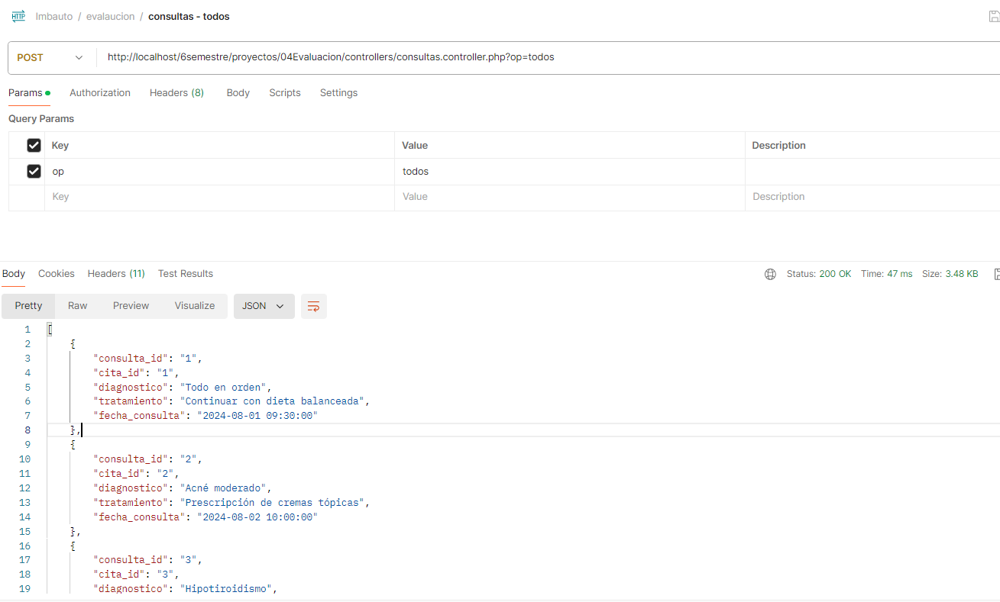 HTTP Imbauto / evalaucion / consultas - todos
POST http://localhost/6semestre/proyectos/04Evaluacion/controllers/consultas.controller.php?op=todos
Params Authorization Headers (8) Body Scripts Settings
Query Params
Key Value Description
op todos
Key Value Description
Body Cookies Headers (11) Test Results Status: 200 OK Time: 47 ms Size: 3.48 KB
Pretty Raw Preview Visualize JSON
1 [
2 {
3 "consulta_id": "1",
4 "cita_id": "1",
5 "diagnostico": "Todo en orden",
6 "tratamiento": "Continuar con dieta balanceada",
7 "fecha_consulta": "2024-08-01 09:30:00"
8 },
9 {
10 "consulta_id": "2",
11 "cita_id": "2",
12 "diagnostico": "Acné moderado",
13 "tratamiento": "Prescripción de cremas tópicas",
14 "fecha_consulta": "2024-08-02 10:00:00"
15 },
16 {
17 "consulta_id": "3",
18 "cita_id": "3",
19 "diagnostico": "Hipotiroidismo",